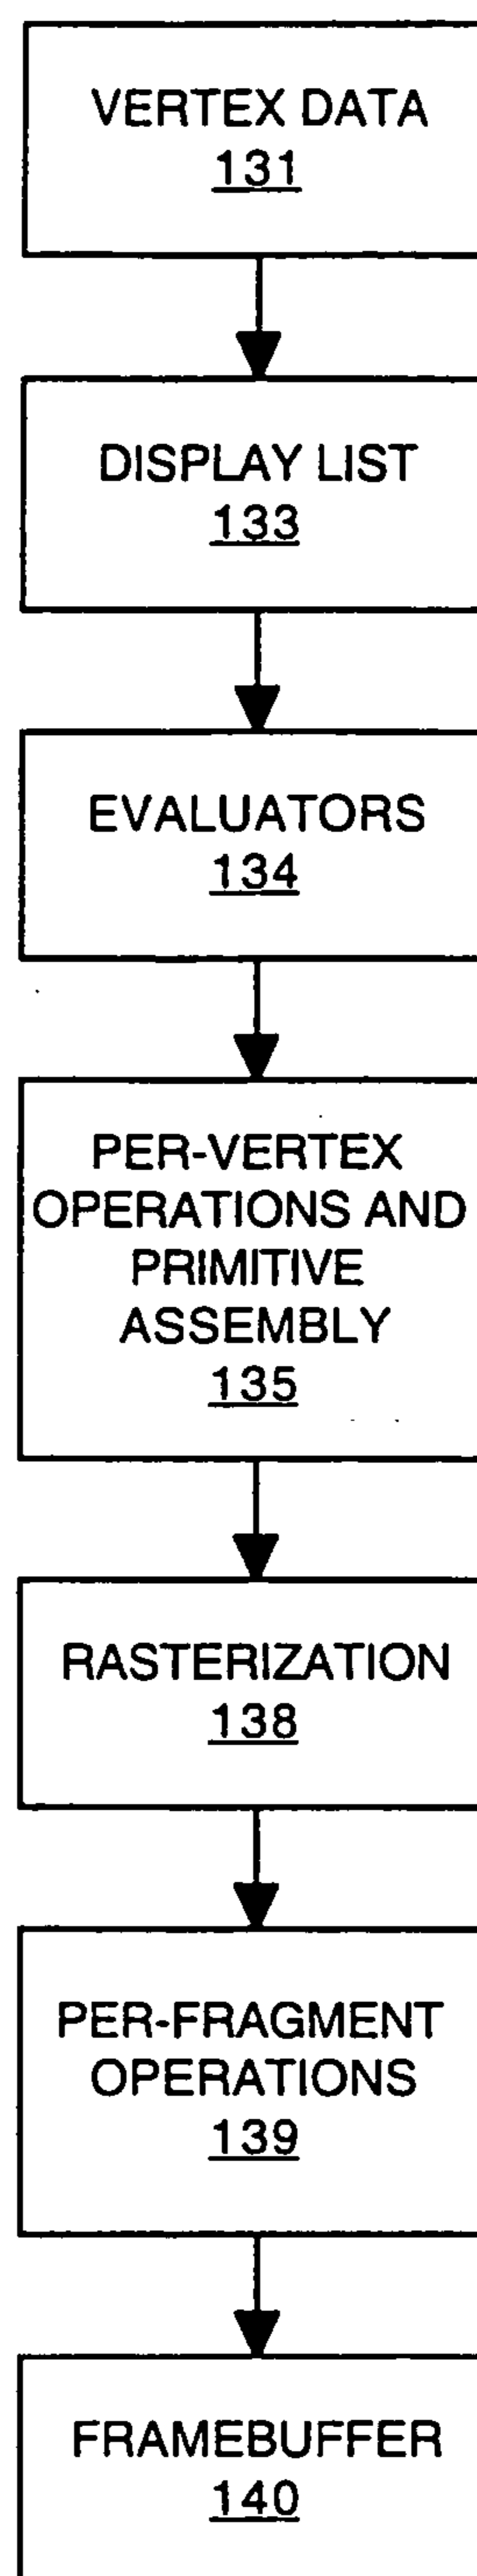 VERTEX DATA
131
DISPLAY LIST
133
EVALUATORS
134
PER-VERTEX
OPERATIONS AND
PRIMITIVE
ASSEMBLY
135
RASTERIZATION
138
PER-FRAGMENT
OPERATIONS
139
FRAMEBUFFER
140